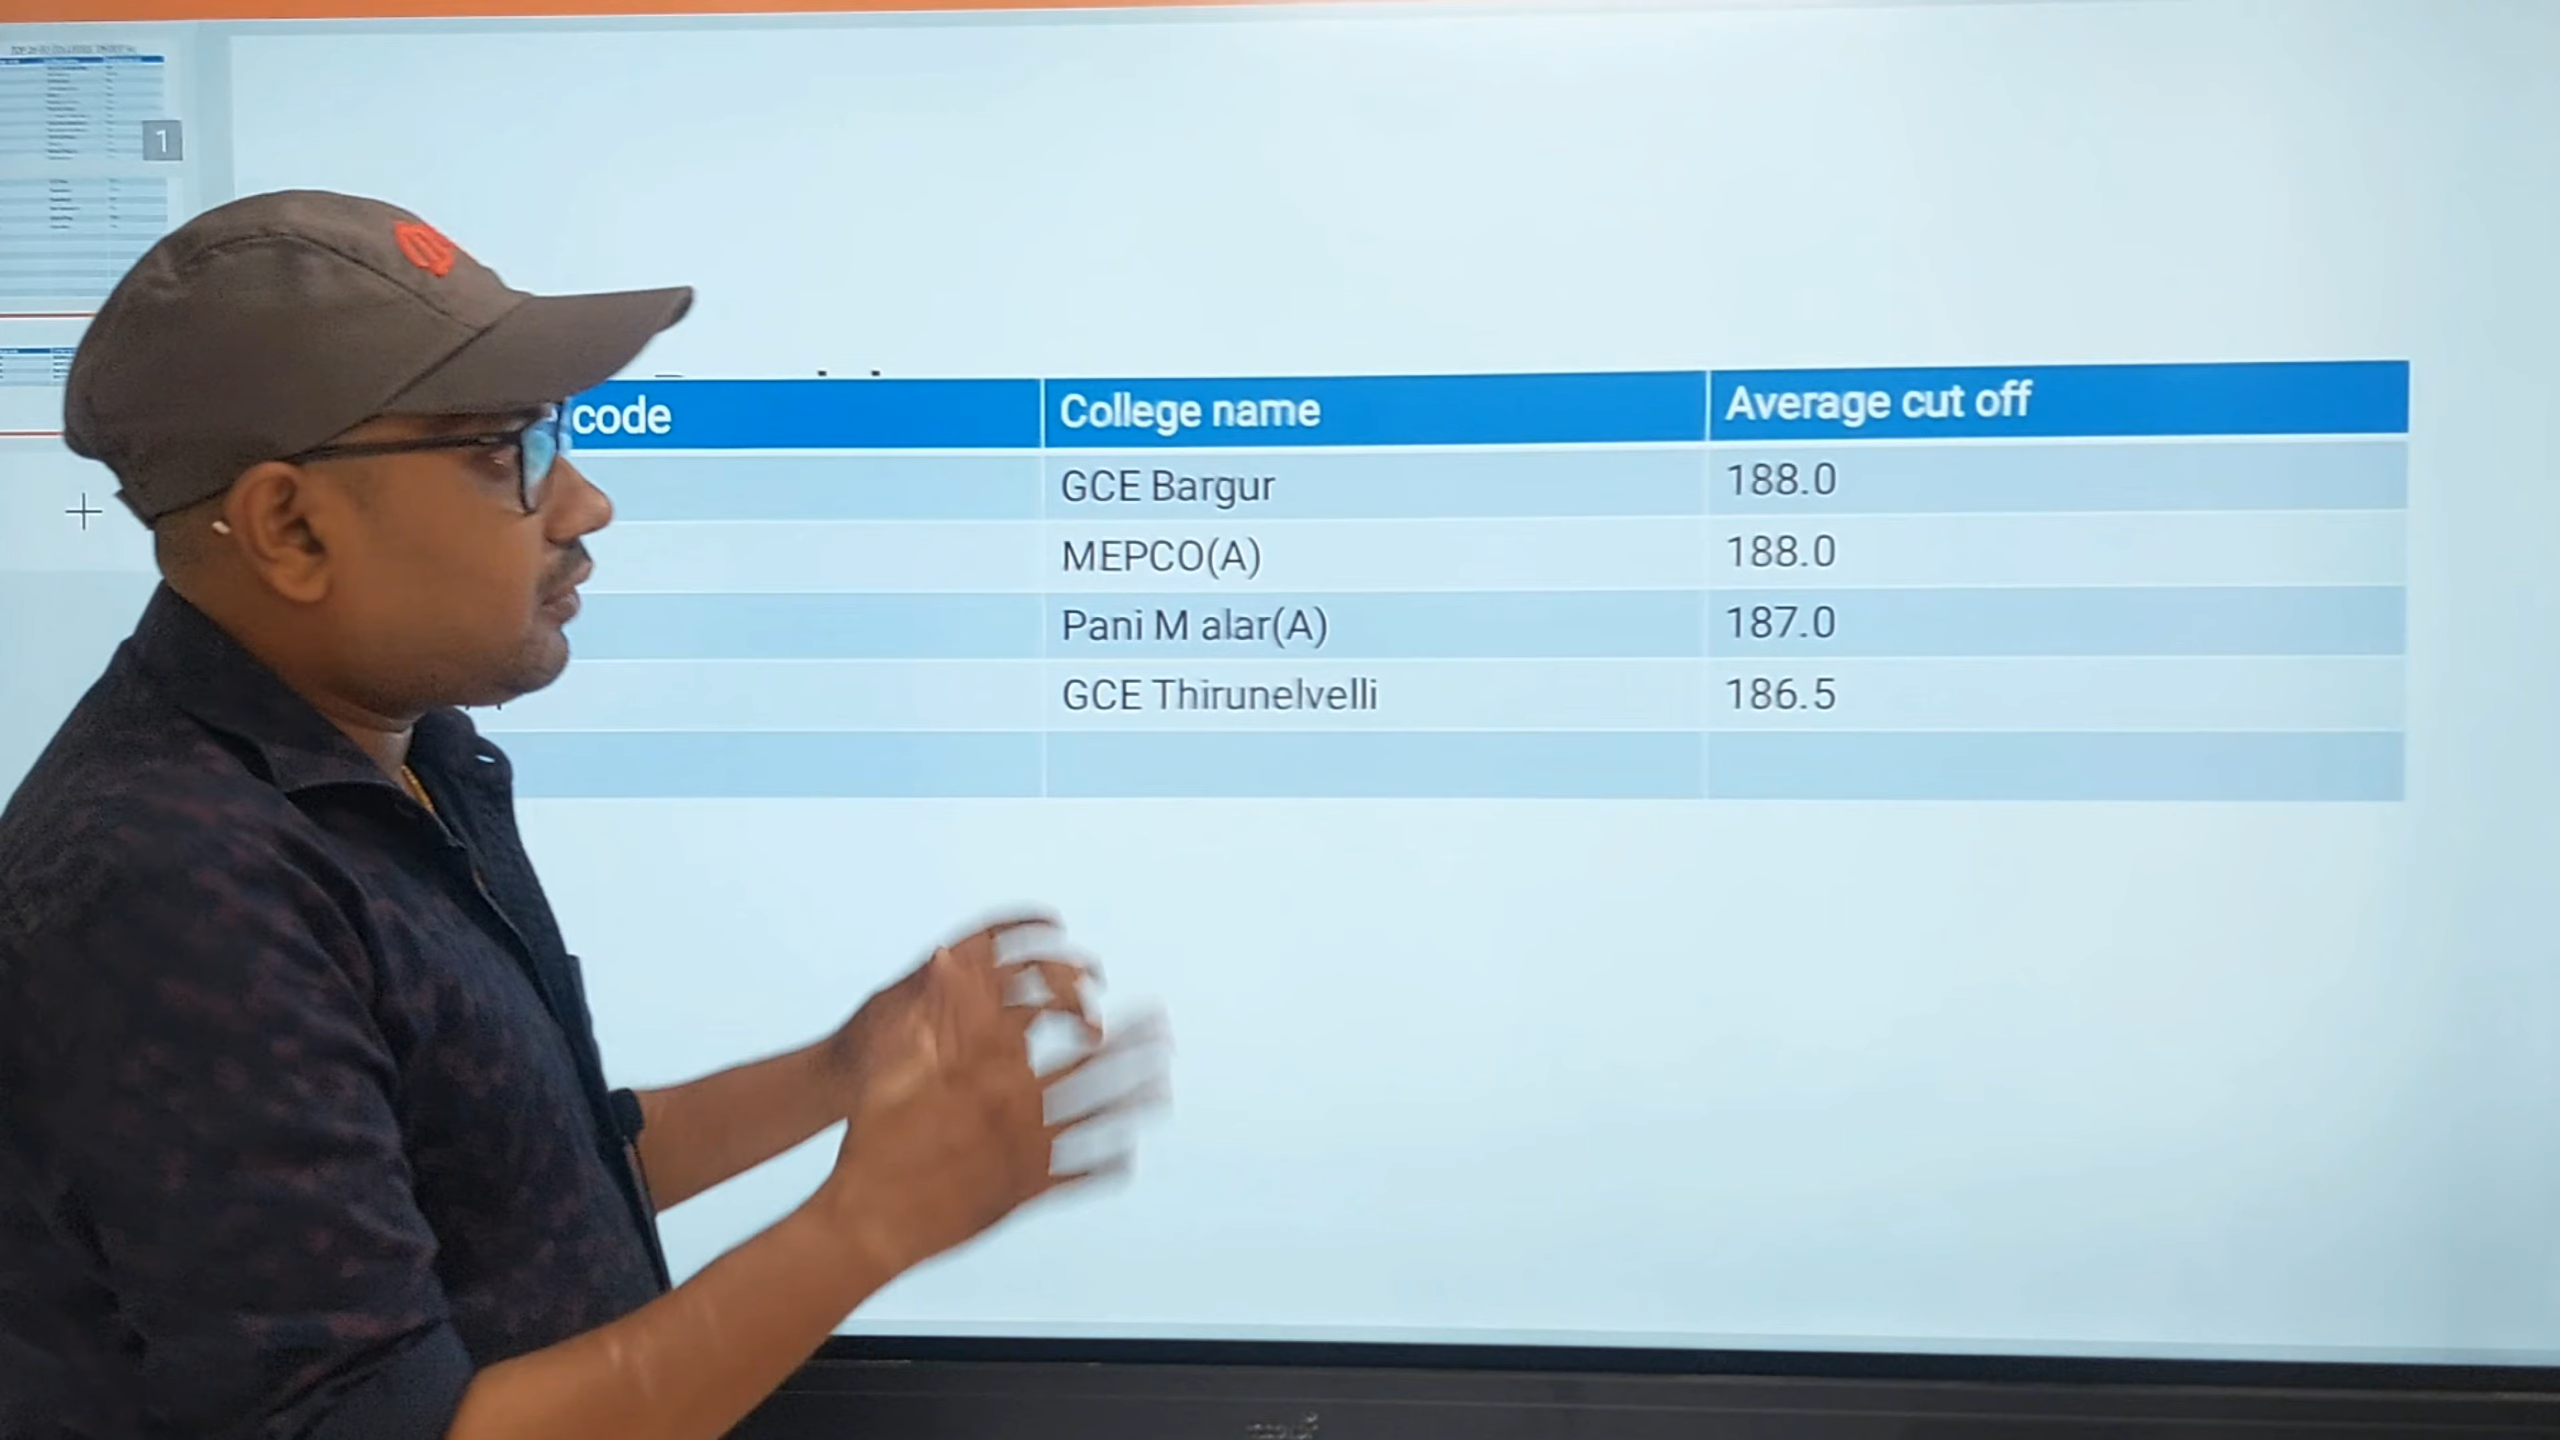 1
code College name Average cut off
GCE Bargur 188.0
MEPCO(A) 188.0
Pani M alar(A) 187.0
GCE Thirunelvelli 186.5